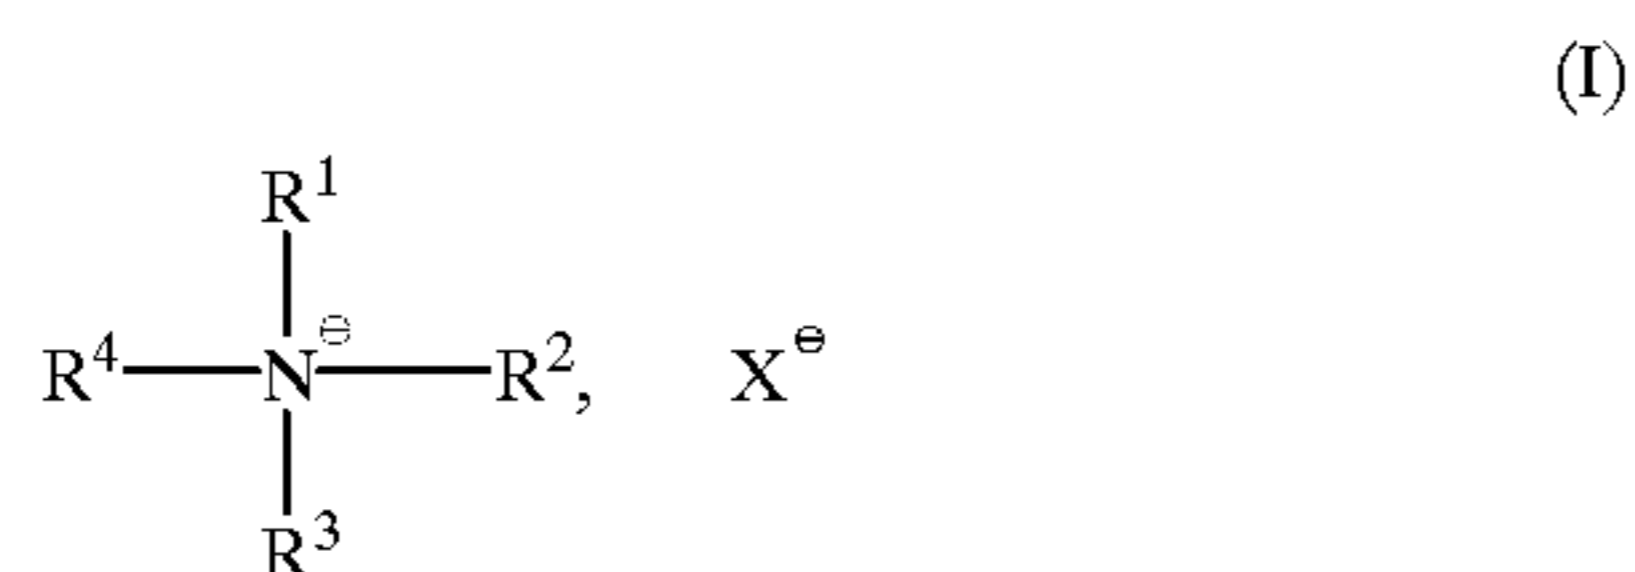 (I)
R¹
R⁴—N⊖—R², X⊖
R³